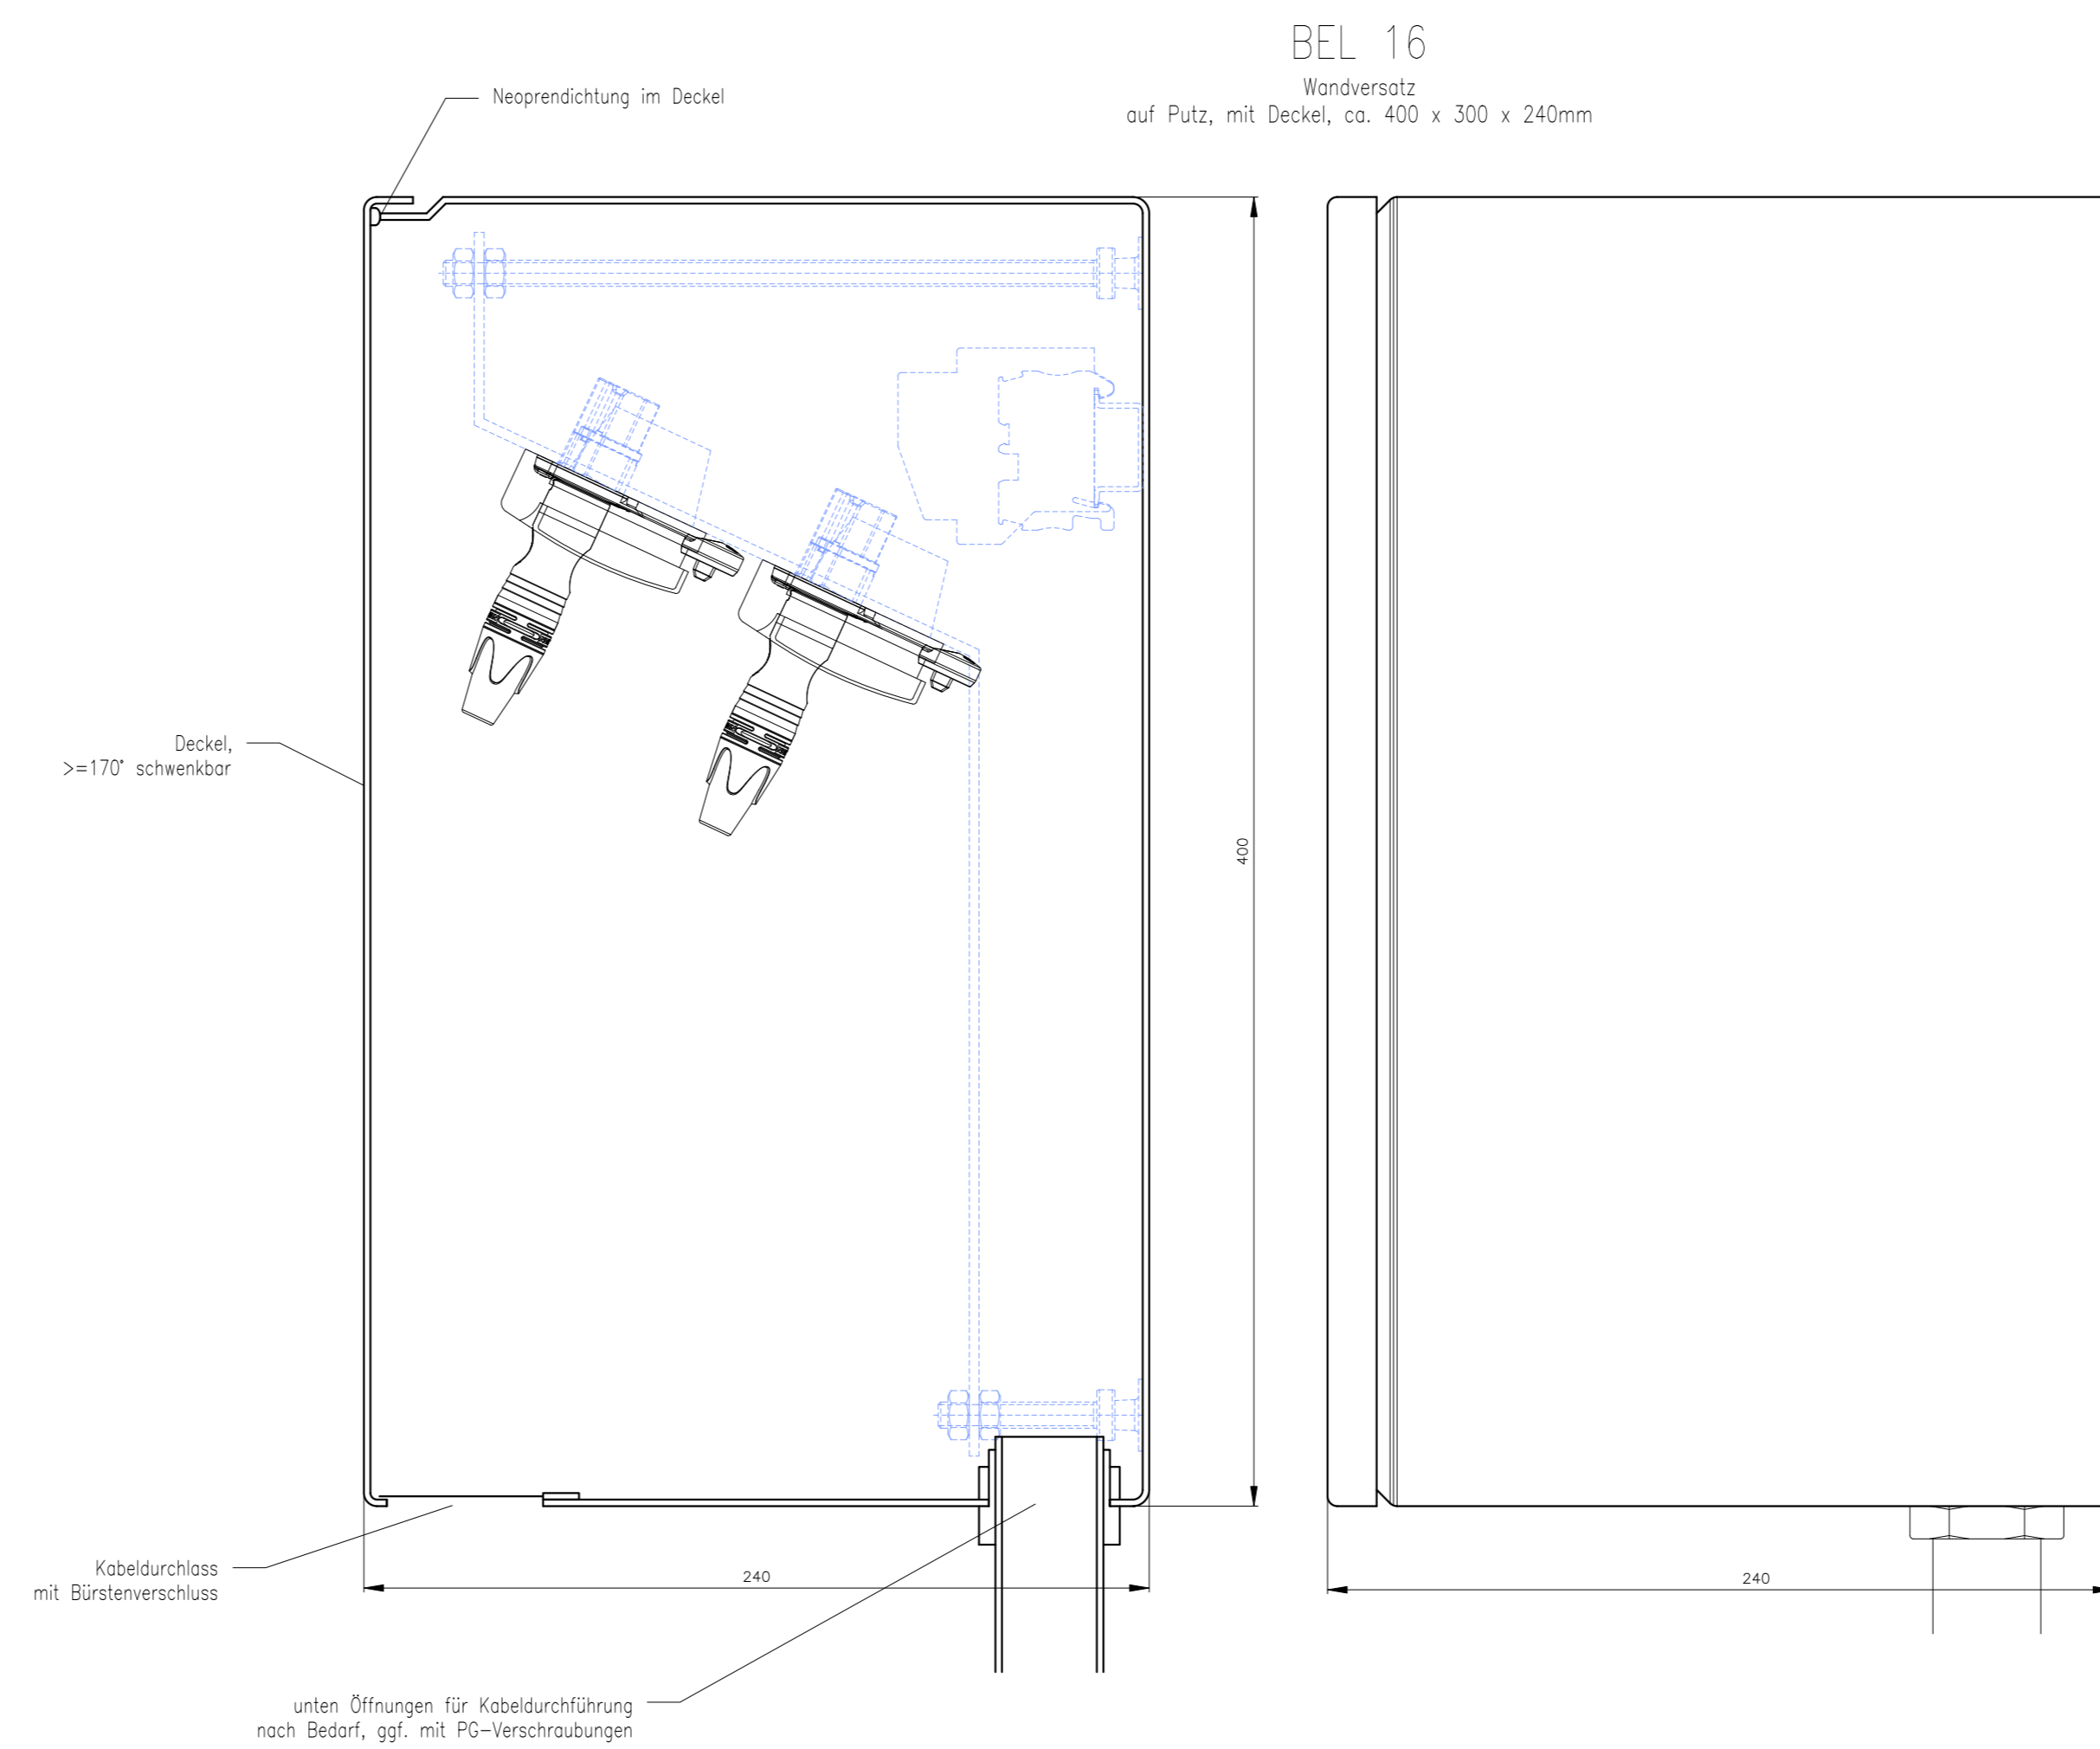 BEL 16
Wandversatz
auf Putz, mit Deckel, ca. 400 x 300 x 240mm
Neoprendichtung im Deckel
Deckel,
>=170° schwenkbar
400
Kabeldurchlass
mit Bürstenverschluss
240
240
unten Öffnungen für Kabeldurchführung
nach Bedarf, ggf. mit PG-Verschraubungen